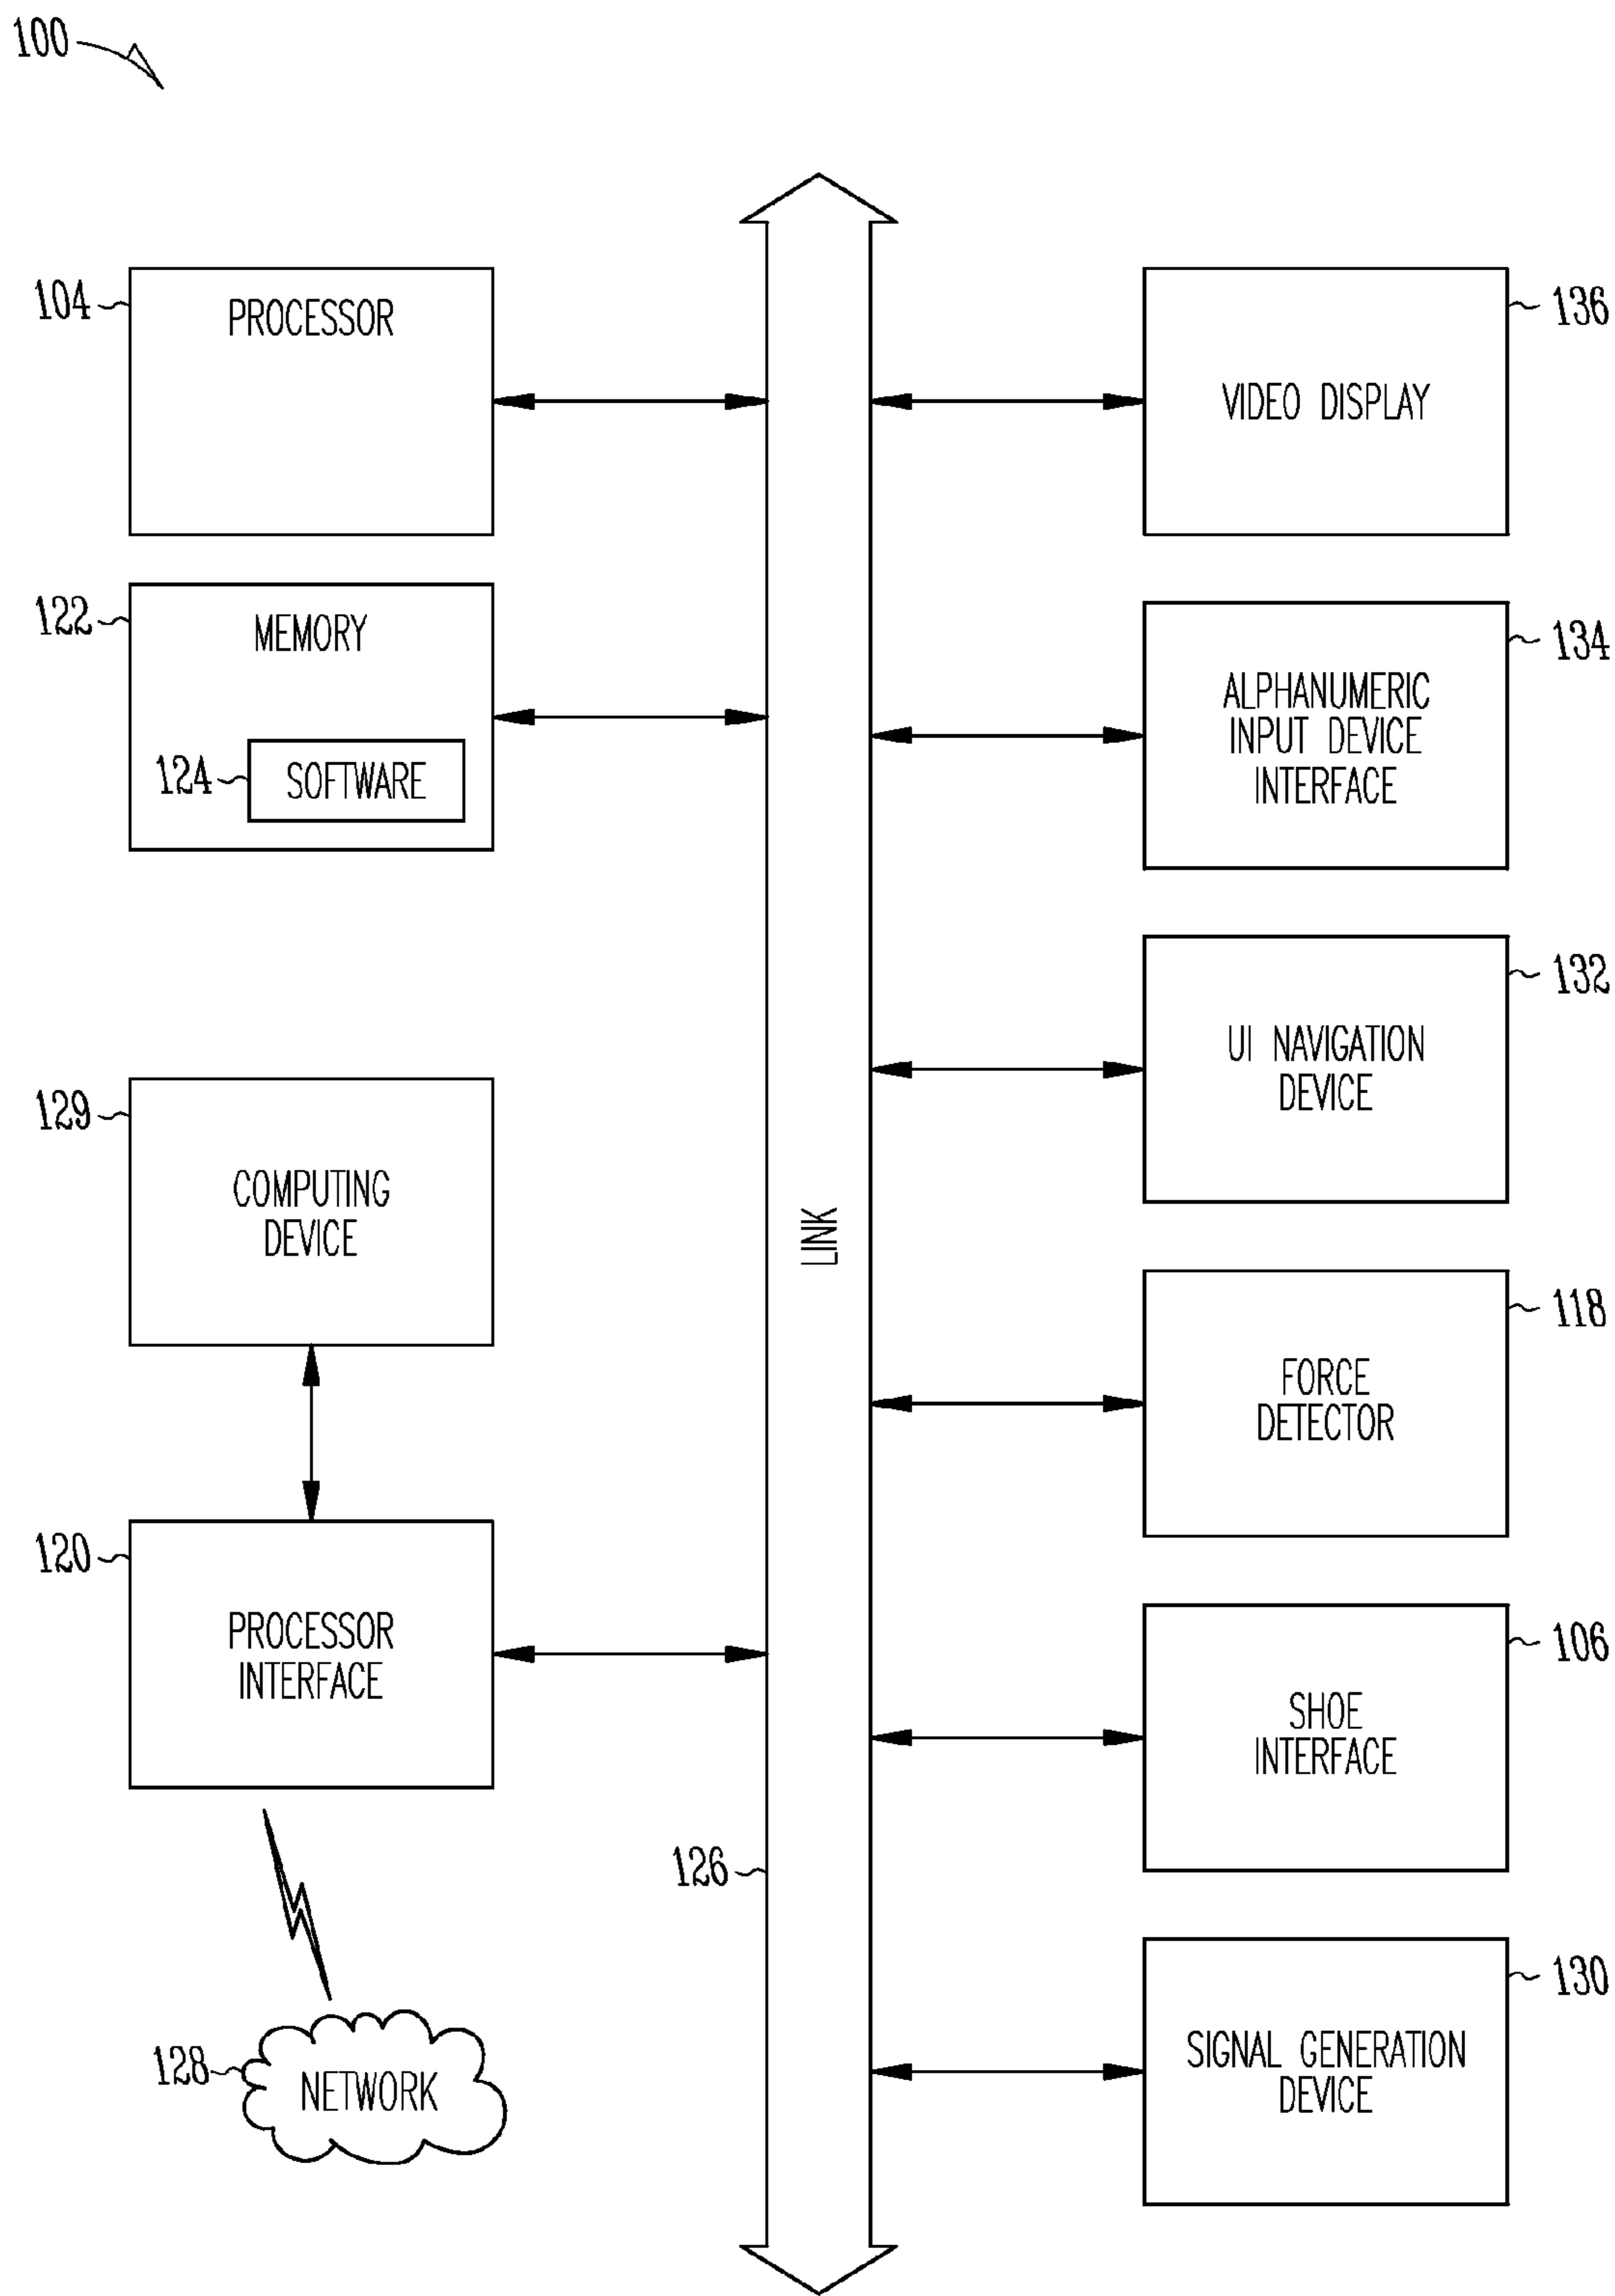 100
104
PROCESSOR
122
MEMORY
124
SOFTWARE
129
COMPUTING
DEVICE
120
PROCESSOR
INTERFACE
128
NETWORK
LINK
126
136
VIDEO DISPLAY
134
ALPHANUMERIC
INPUT DEVICE
INTERFACE
132
UI NAVIGATION
DEVICE
118
FORCE
DETECTOR
106
SHOE
INTERFACE
130
SIGNAL GENERATION
DEVICE